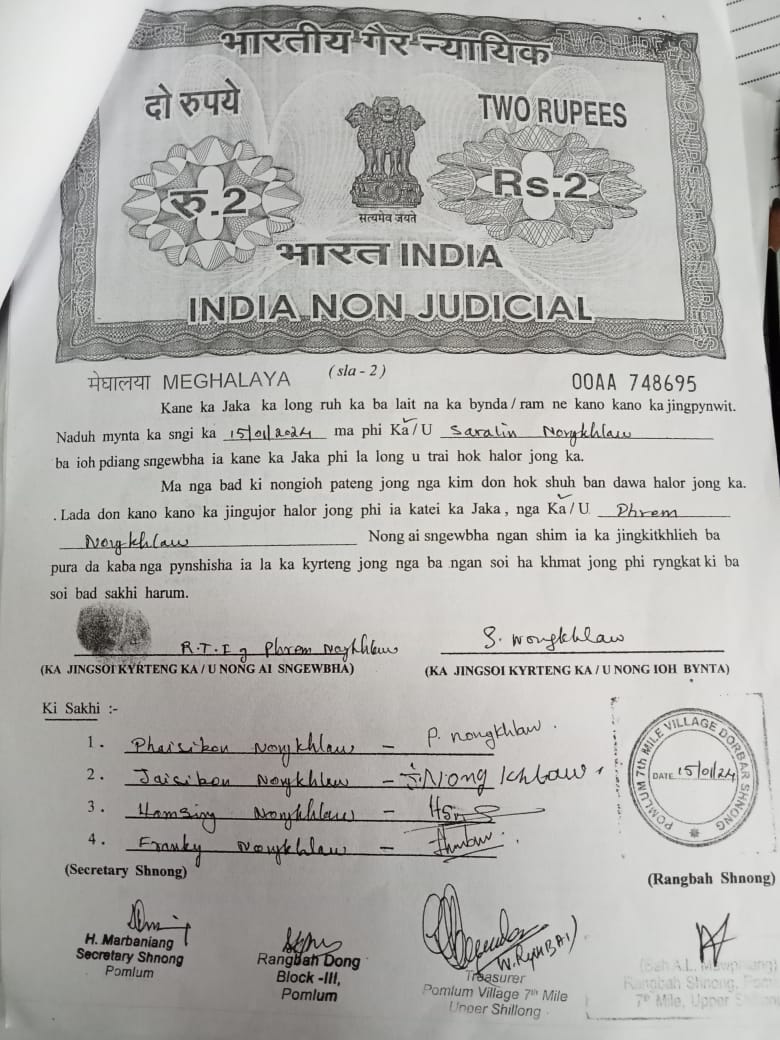 भारतीय गैर न्यायिक
दो रुपये
TWO RUPEES
रु.2
Rs.2
सत्यमेव जयते
भारत INDIA
INDIA NON JUDICIAL
मेघालया MEGHALAYA
(sla - 2)
00AA 748695
Kane ka Jaka ka long ruh ka ba lait na ka bynda / ram ne kano kano ka jingpynwit.
Naduh mynta ka sngi ka 15/01/2024 ma phi Ka/U Saralin Nongkhlaw
ba ioh pdiang sngewbha ia kane ka Jaka phi la long u trai hok halor jong ka.
Ma nga bad ki nongioh pateng jong nga kim don hok shuh ban dawa halor jong ka.
. Lada don kano kano ka jingujor halor jong phi ia katei ka Jaka , nga Ka/U Phrem
Nongkhlaw Nong ai sngewbha ngan shim ia ka jingkitkhlieh ba
pura da kaba nga pynshisha ia la ka kyrteng jong nga ba ngan soi ha khmat jong phi ryngkat ki ba
soi bad sakhi harum.
R.T.I of Phrem Nongkhlaw
S. Nongkhlaw
(KA JINGSOI KYRTENG KA / U NONG AI SNGEWBHA)
(KA JINGSOI KYRTENG KA / U NONG IOH BYNTA)
Ki Sakhi :-
1 . Phaisikon Nongkhlaw – P. nongkhlaw .
2 . Jaisibon Nongkhlaw – J. Nong Khlaw
3 . Hamsing Nongkhlaw –
4 . Franky Nongkhlaw –
POMLUM 7th MILE VILLAGE DORBAR SHNONG
DATE 15/01/24
(Secretary Shnong)
(Rangbah Shnong)
H. Marbaniang
Secretary Shnong
Pomlum
Rangbah Dong
Block -III,
Pomlum
(W. Rynbai)
Treasurer
Pomlum Village 7th Mile
Upper Shillong
Rangbah Shnong,
7th Mile, Upper Shillong